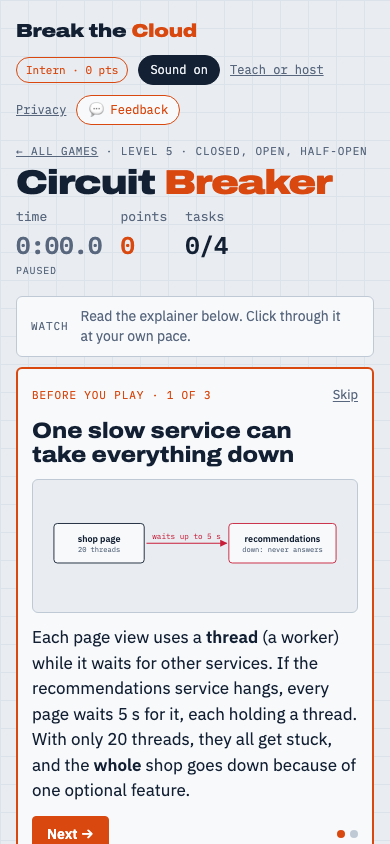 Break the Cloud
Intern · 0 pts
Sound on
Teach or host
Privacy
💬 Feedback
← ALL GAMES · LEVEL 5 · CLOSED, OPEN, HALF-OPEN
Circuit Breaker
time points tasks
0:00.0 0 0/4
PAUSED
WATCH
Read the explainer below. Click through it
at your own pace.
BEFORE YOU PLAY · 1 OF 3
Skip
One slow service can
take everything down
shop page
20 threads
waits up to 5 s
recommendations
down: never answers
Each page view uses a thread (a worker)
while it waits for other services. If the
recommendations service hangs, every
page waits 5 s for it, each holding a thread.
With only 20 threads, they all get stuck,
and the whole shop goes down because of
one optional feature.
Next →